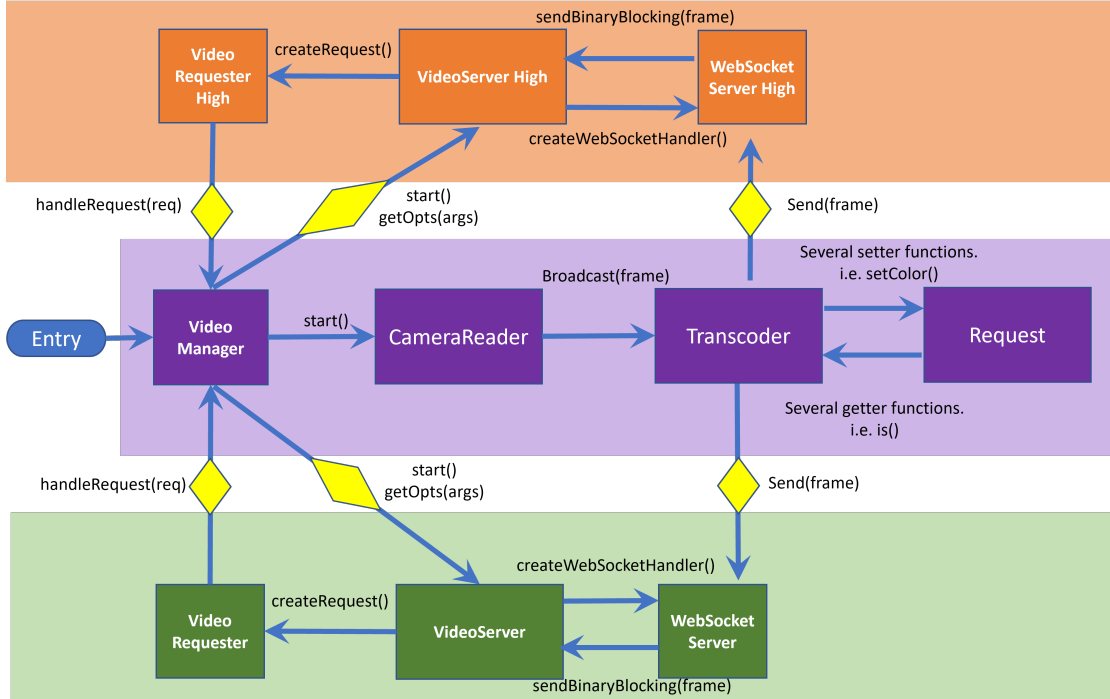 sendBinaryBlocking(frame)
createRequest()
Video
Requester
High
VideoServer High
WebSocket
Server High
createWebSocketHandler()
handleRequest(req)
start()
getOpts(args)
Send(frame)
Several setter functions.
i.e. setColor()
Broadcast(frame)
Entry
Video
Manager
start()
CameraReader
Transcoder
Request
Several getter functions.
i.e. is()
handleRequest(req)
start()
getOpts(args)
Send(frame)
createWebSocketHandler()
createRequest()
Video
Requester
VideoServer
WebSocket
Server
sendBinaryBlocking(frame)